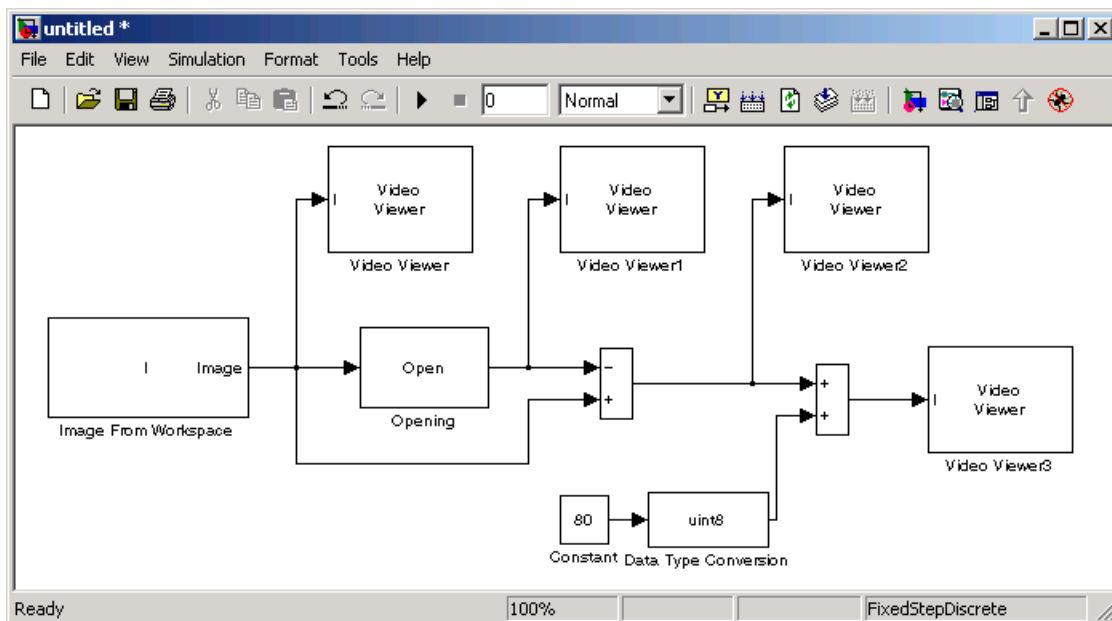 untitled *
File Edit View Simulation Format Tools Help
0 Normal
Video
Viewer
I
Video Viewer
Video
Viewer
I
Video Viewer1
Video
Viewer
I
Video Viewer2
I Image
Image From Workspace
Open
Opening
−
+
+
+
Video
Viewer
I
Video Viewer3
80
Constant
uint8
Data Type Conversion
Ready 100% FixedStepDiscrete